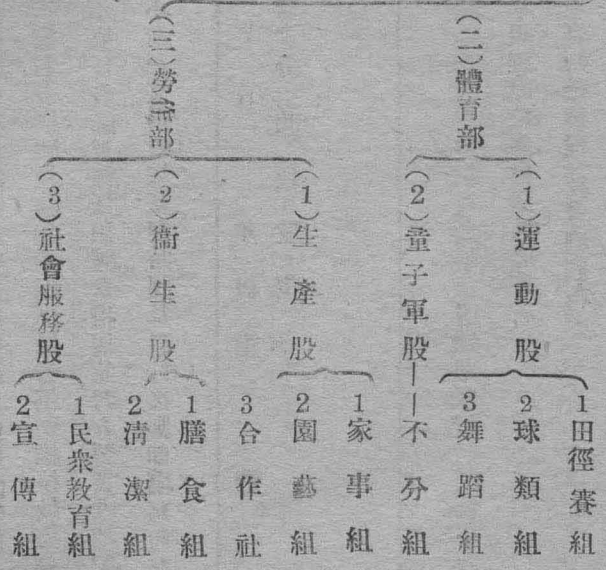 (二)體育部
(1)運動股
1田徑賽組
2球類組
3舞蹈組
(2)童子軍股——不分組
(三)勞作部
(1)生產股
1家事組
2園藝組
3合作社
(2)衞生股
1膳食組
2清潔組
(3)社會服務股
1民衆教育組
2宣傳組